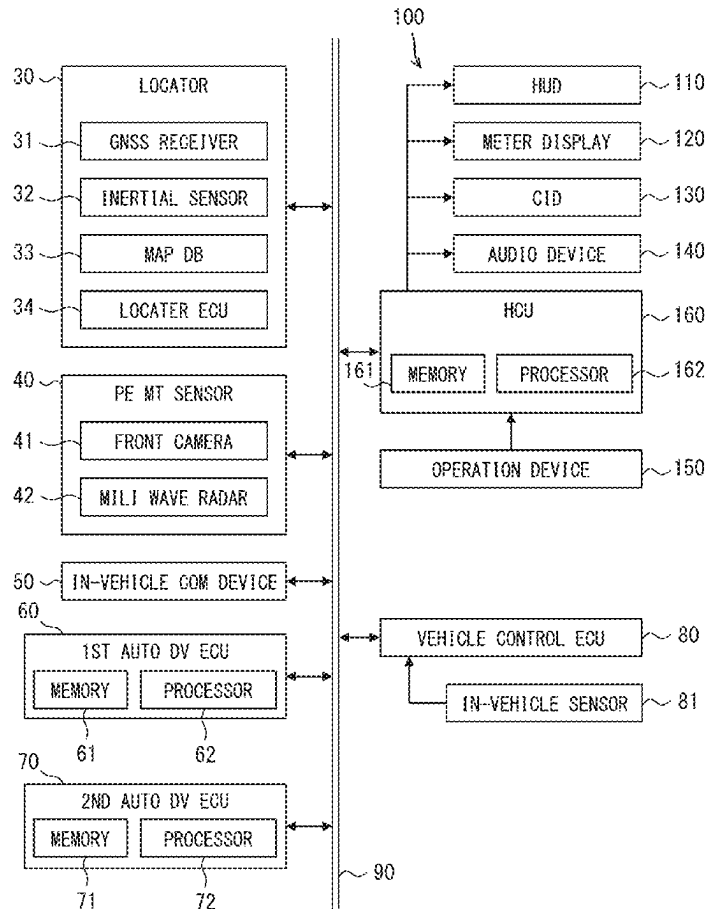 100
30
LOCATOR
31
GNSS RECEIVER
32
INERTIAL SENSOR
33
MAP DB
34
LOCATER ECU
40
PE MT SENSOR
41
FRONT CAMERA
42
MILI WAVE RADAR
50
IN-VEHICLE COM DEVICE
60
1ST AUTO DV ECU
MEMORY
PROCESSOR
61
62
70
2ND AUTO DV ECU
MEMORY
PROCESSOR
71
72
90
HUD
110
METER DISPLAY
120
CID
130
AUDIO DEVICE
140
HCU
160
161
MEMORY
PROCESSOR
162
OPERATION DEVICE
150
VEHICLE CONTROL ECU
80
IN-VEHICLE SENSOR
81